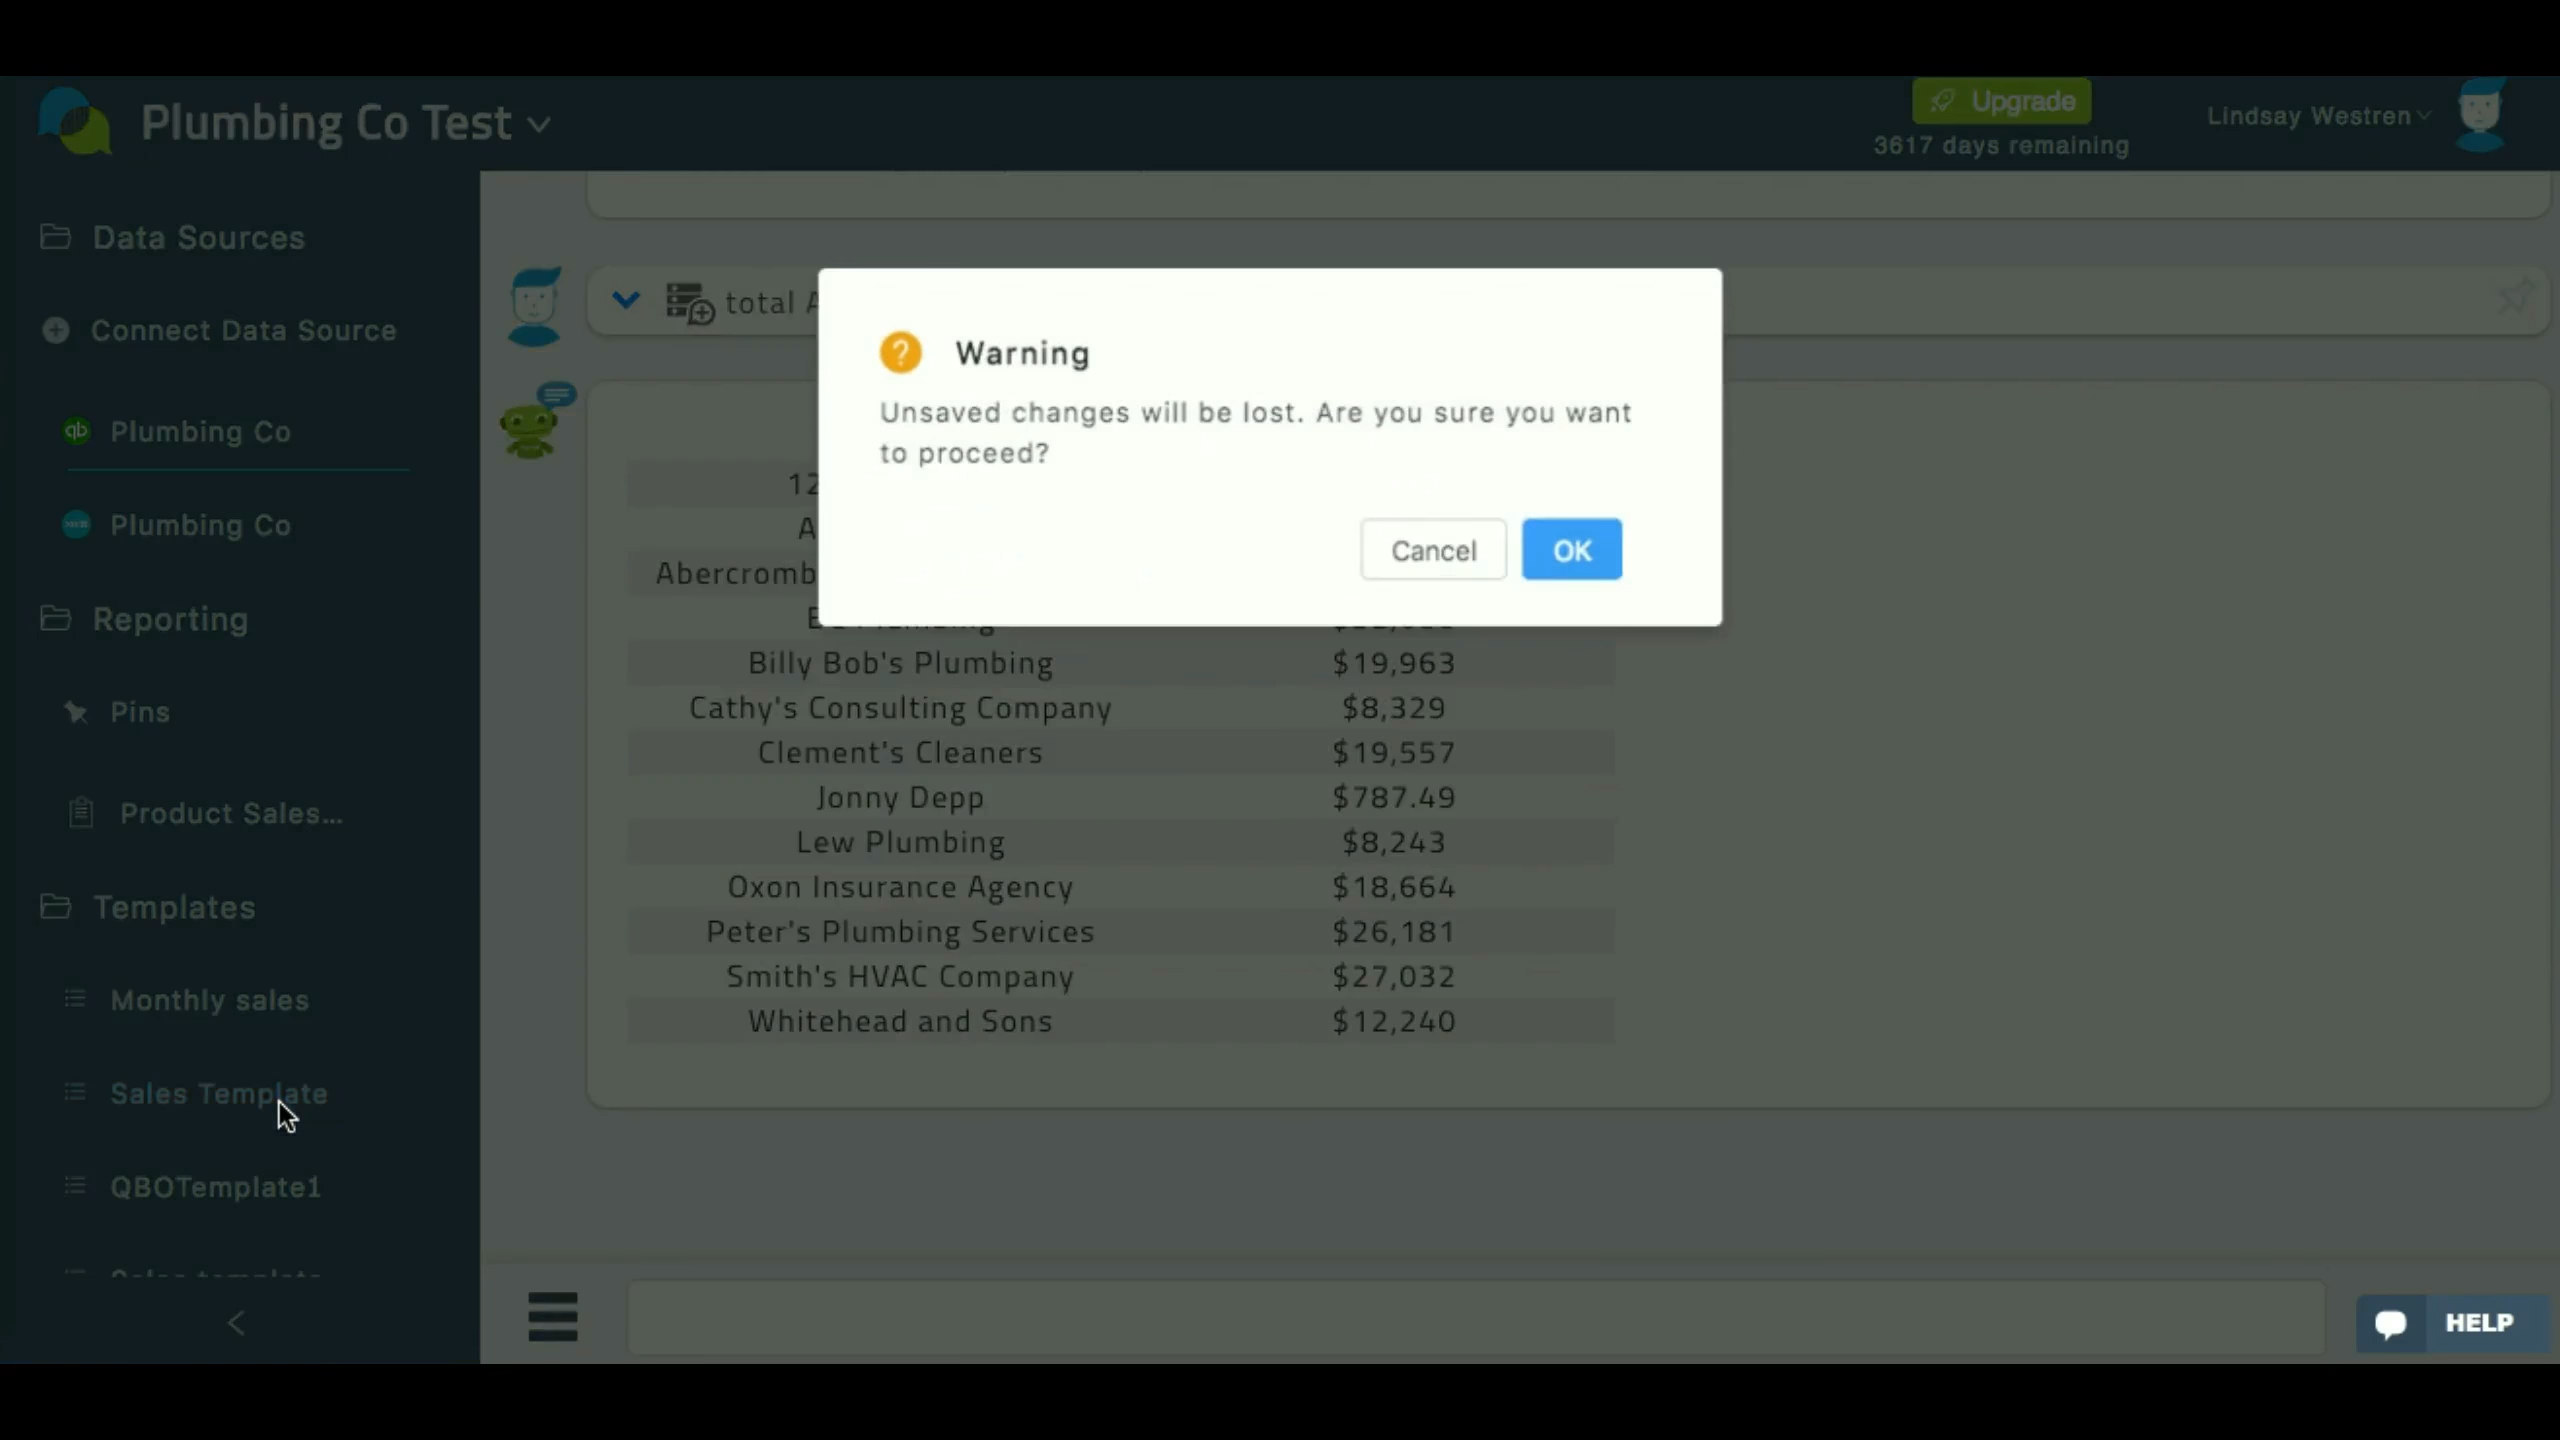 Plumbing Co Test
Upgrade
3617 days remaining
Lindsay Westren
Data Sources
Connect Data Source
qb Plumbing Co
Plumbing Co
Reporting
Pins
Product Sales...
Templates
Monthly sales
Sales Template
QBOTemplate1
total
Warning
Unsaved changes will be lost. Are you sure you want
to proceed?
Cancel
OK
Billy Bob's Plumbing $19,963
Cathy's Consulting Company $8,329
Clement's Cleaners $19,557
Jonny Depp $787.49
Lew Plumbing $8,243
Oxon Insurance Agency $18,664
Peter's Plumbing Services $26,181
Smith's HVAC Company $27,032
Whitehead and Sons $12,240
HELP